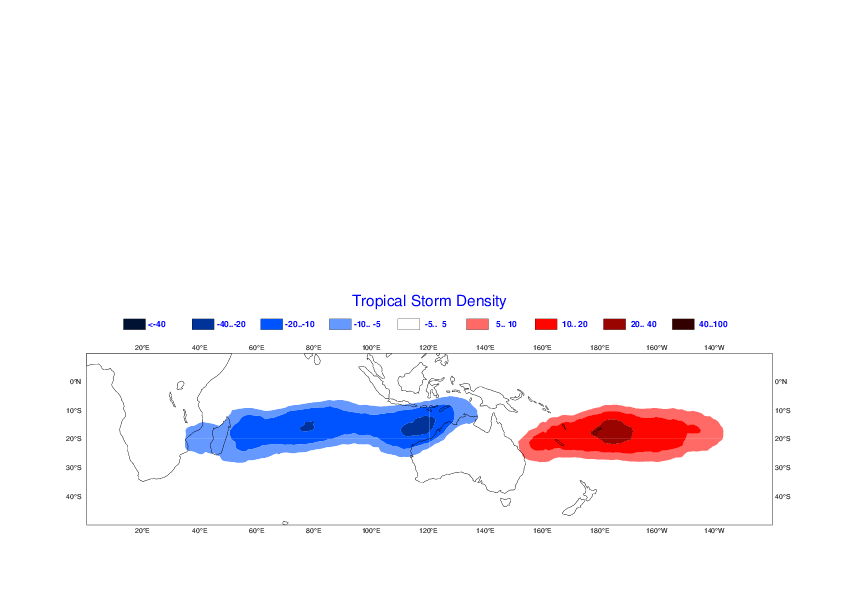 Tropical Storm Density
<-40 -40..-20 -20..-10 -10.. -5 -5.. 5 5.. 10 10.. 20 20.. 40 40..100
20°E 40°E 60°E 80°E 100°E 120°E 140°E 160°E 180°E 160°W 140°W
0°N 0°N
10°S 10°S
20°S 20°S
30°S 30°S
40°S 40°S
20°E 40°E 60°E 80°E 100°E 120°E 140°E 160°E 180°E 160°W 140°W